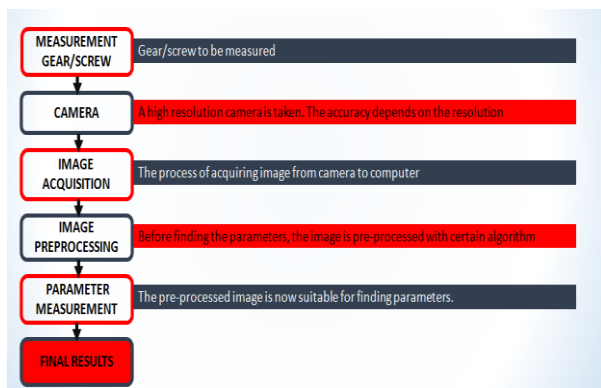 MEASUREMENT
GEAR/SCREW
Gear/screw to be measured
CAMERA
A high resolution camera is taken. The accuracy depends on the resolution
IMAGE
ACQUISITION
The process of acquiring image from camera to computer
IMAGE
PREPROCESSING
Before finding the parameters, the image is pre-processed with certain algorithm
PARAMETER
MEASUREMENT
The pre-processed image is now suitable for finding parameters.
FINAL RESULTS